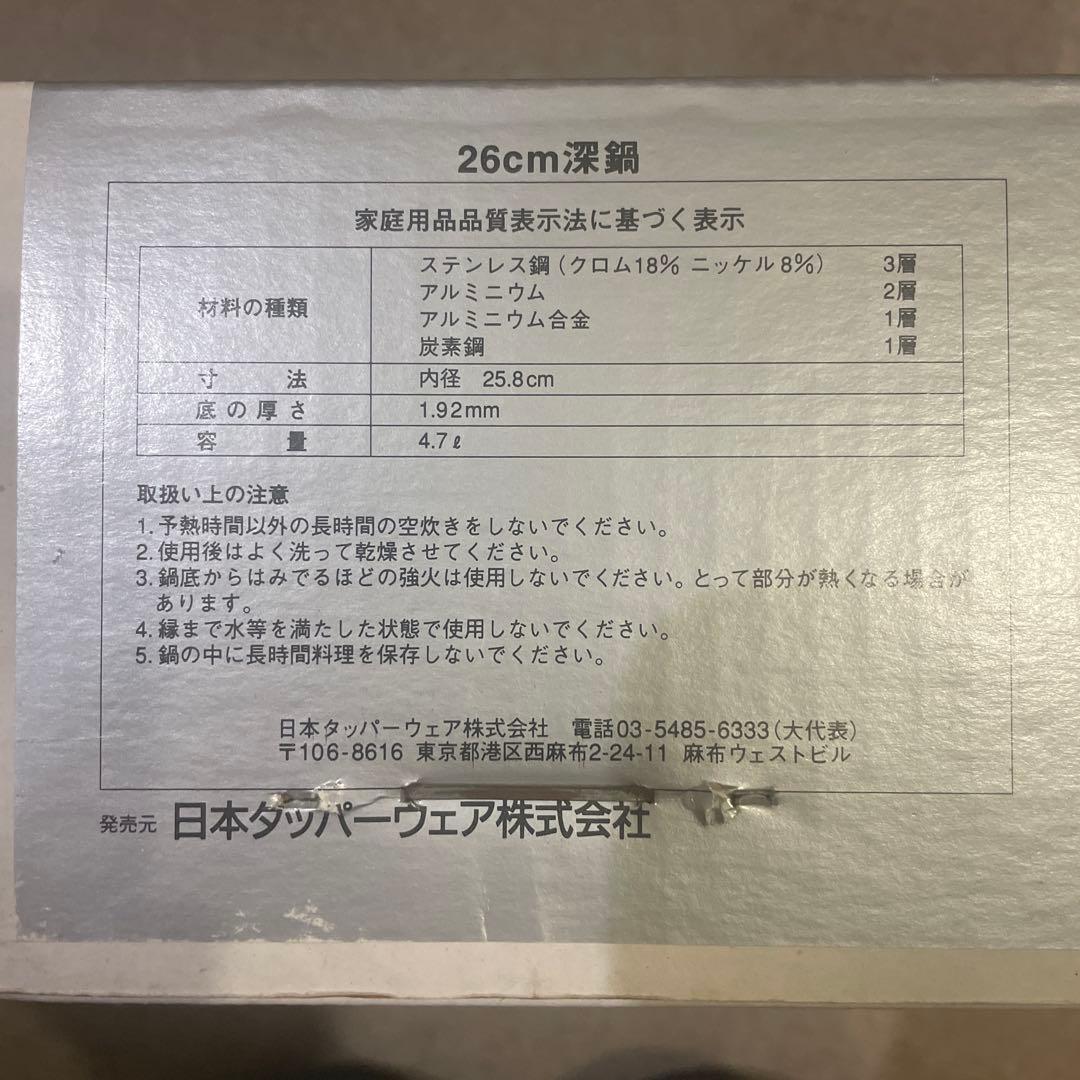 26cm深鍋
家庭用品品質表示法に基づく表示
材料の種類
ステンレス鋼(クロム18% ニッケル8%) 3層
アルミニウム 2層
アルミニウム合金 1層
炭素鋼 1層
寸法 内径 25.8cm
底の厚さ 1.92mm
容量 4.7ℓ
取扱い上の注意
1.予熱時間以外の長時間の空炊きをしないでください。
2.使用後はよく洗って乾燥させてください。
3.鍋底からはみでるほどの強火は使用しないでください。とって部分が熱くなる場合が
あります。
4.縁まで水等を満たした状態で使用しないでください。
5.鍋の中に長時間料理を保存しないでください。
日本タッパーウェア株式会社 電話03-5485-6333(大代表)
〒106-8616 東京都港区西麻布2-24-11 麻布ウェストビル
発売元 日本タッパーウェア株式会社